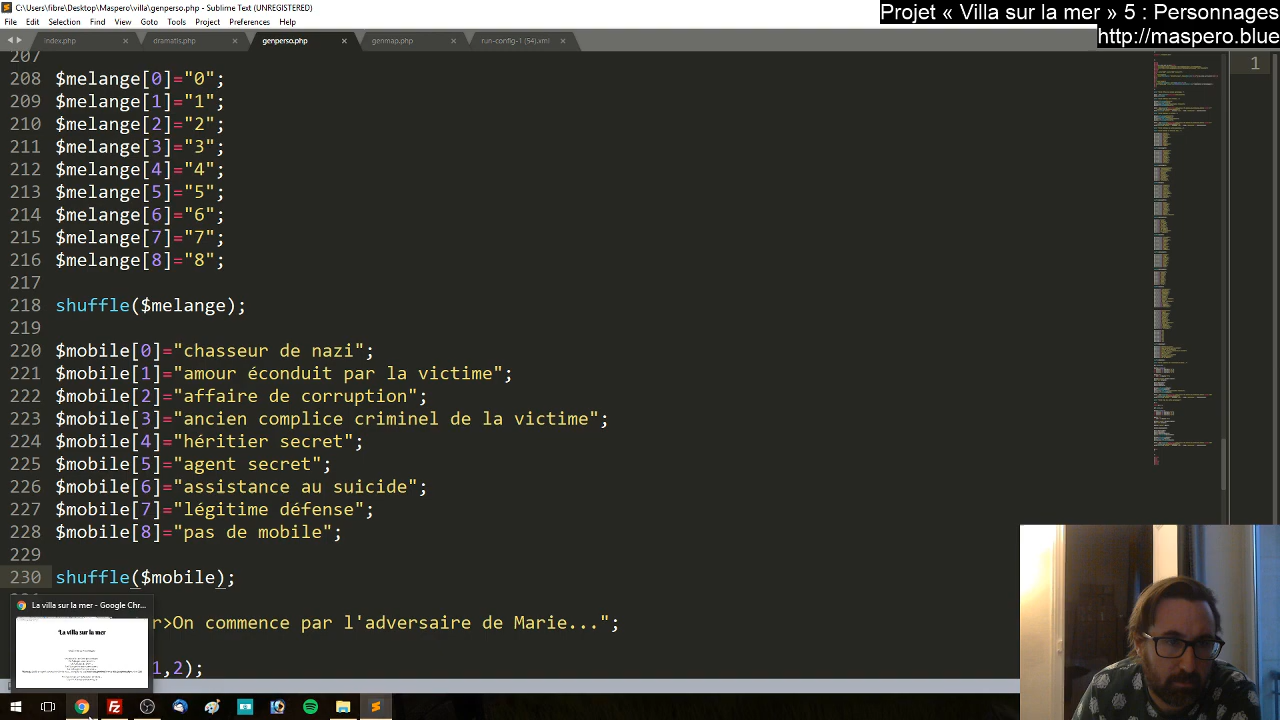 C:\Users\fibre\Desktop\Maspero\villa\genperso.php - Sublime Text (UNREGISTERED)
Projet « Villa sur la mer » 5 : Personnages
http://maspero.blue
File Edit Selection Find View Goto Tools Project Preferences Help
index.php dramatis.php genperso.php genmap.php run-config-1 (54).xml
207
208 $melange[0]="0";
209 $melange[1]="1";
210 $melange[2]="2";
211 $melange[3]="3";
212 $melange[4]="4";
213 $melange[5]="5";
214 $melange[6]="6";
215 $melange[7]="7";
216 $melange[8]="8";
217
218 shuffle($melange);
219
220 $mobile[0]="chasseur de nazi";
221 $mobile[1]="amour éconduit par la victime";
222 $mobile[2]="affaire de corruption";
223 $mobile[3]="ancien complice criminel de la victime";
224 $mobile[4]="héritier secret";
225 $mobile[5]="agent secret";
226 $mobile[6]="assistance au suicide";
227 $mobile[7]="légitime défense";
228 $mobile[8]="pas de mobile";
229
230 shuffle($mobile);
La villa sur la mer - Google Chr...
La villa sur la mer
r>On commence par l'adversaire de Marie...";
1,2);
1